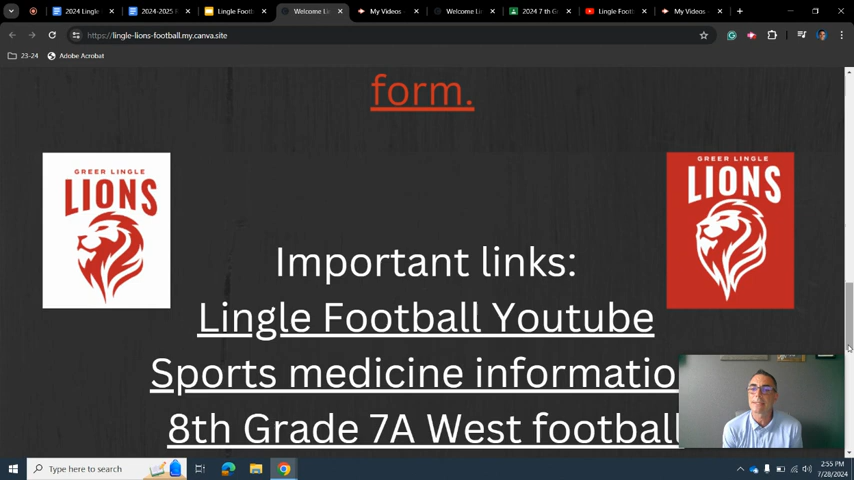 2024 Lingle
2024-2025 M
Lingle Foot
Welcome Li
My Videos
Welcome Lin
2024 7 th G
Lingle Foot
My Videos -
https://lingle-lions-football.my.canva.site
23-24
Adobe Acrobat
form.
GREER LINGLE
LIONS
GREER LINGLE
LIONS
Important links:
Lingle Football Youtube
Sports medicine informatio
8th Grade 7A West football
Type here to search
2:55 PM
7/28/2024